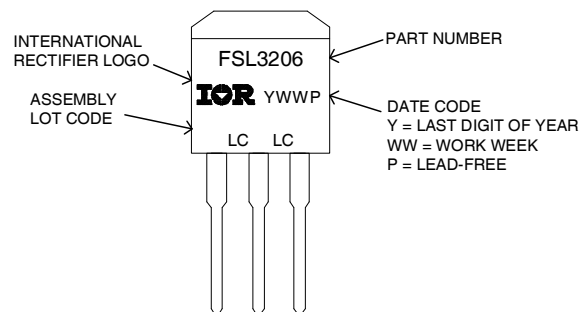 INTERNATIONAL
RECTIFIER LOGO
ASSEMBLY
LOT CODE
FSL3206
IOR YWWP
LC LC
PART NUMBER
DATE CODE
Y = LAST DIGIT OF YEAR
WW = WORK WEEK
P = LEAD-FREE